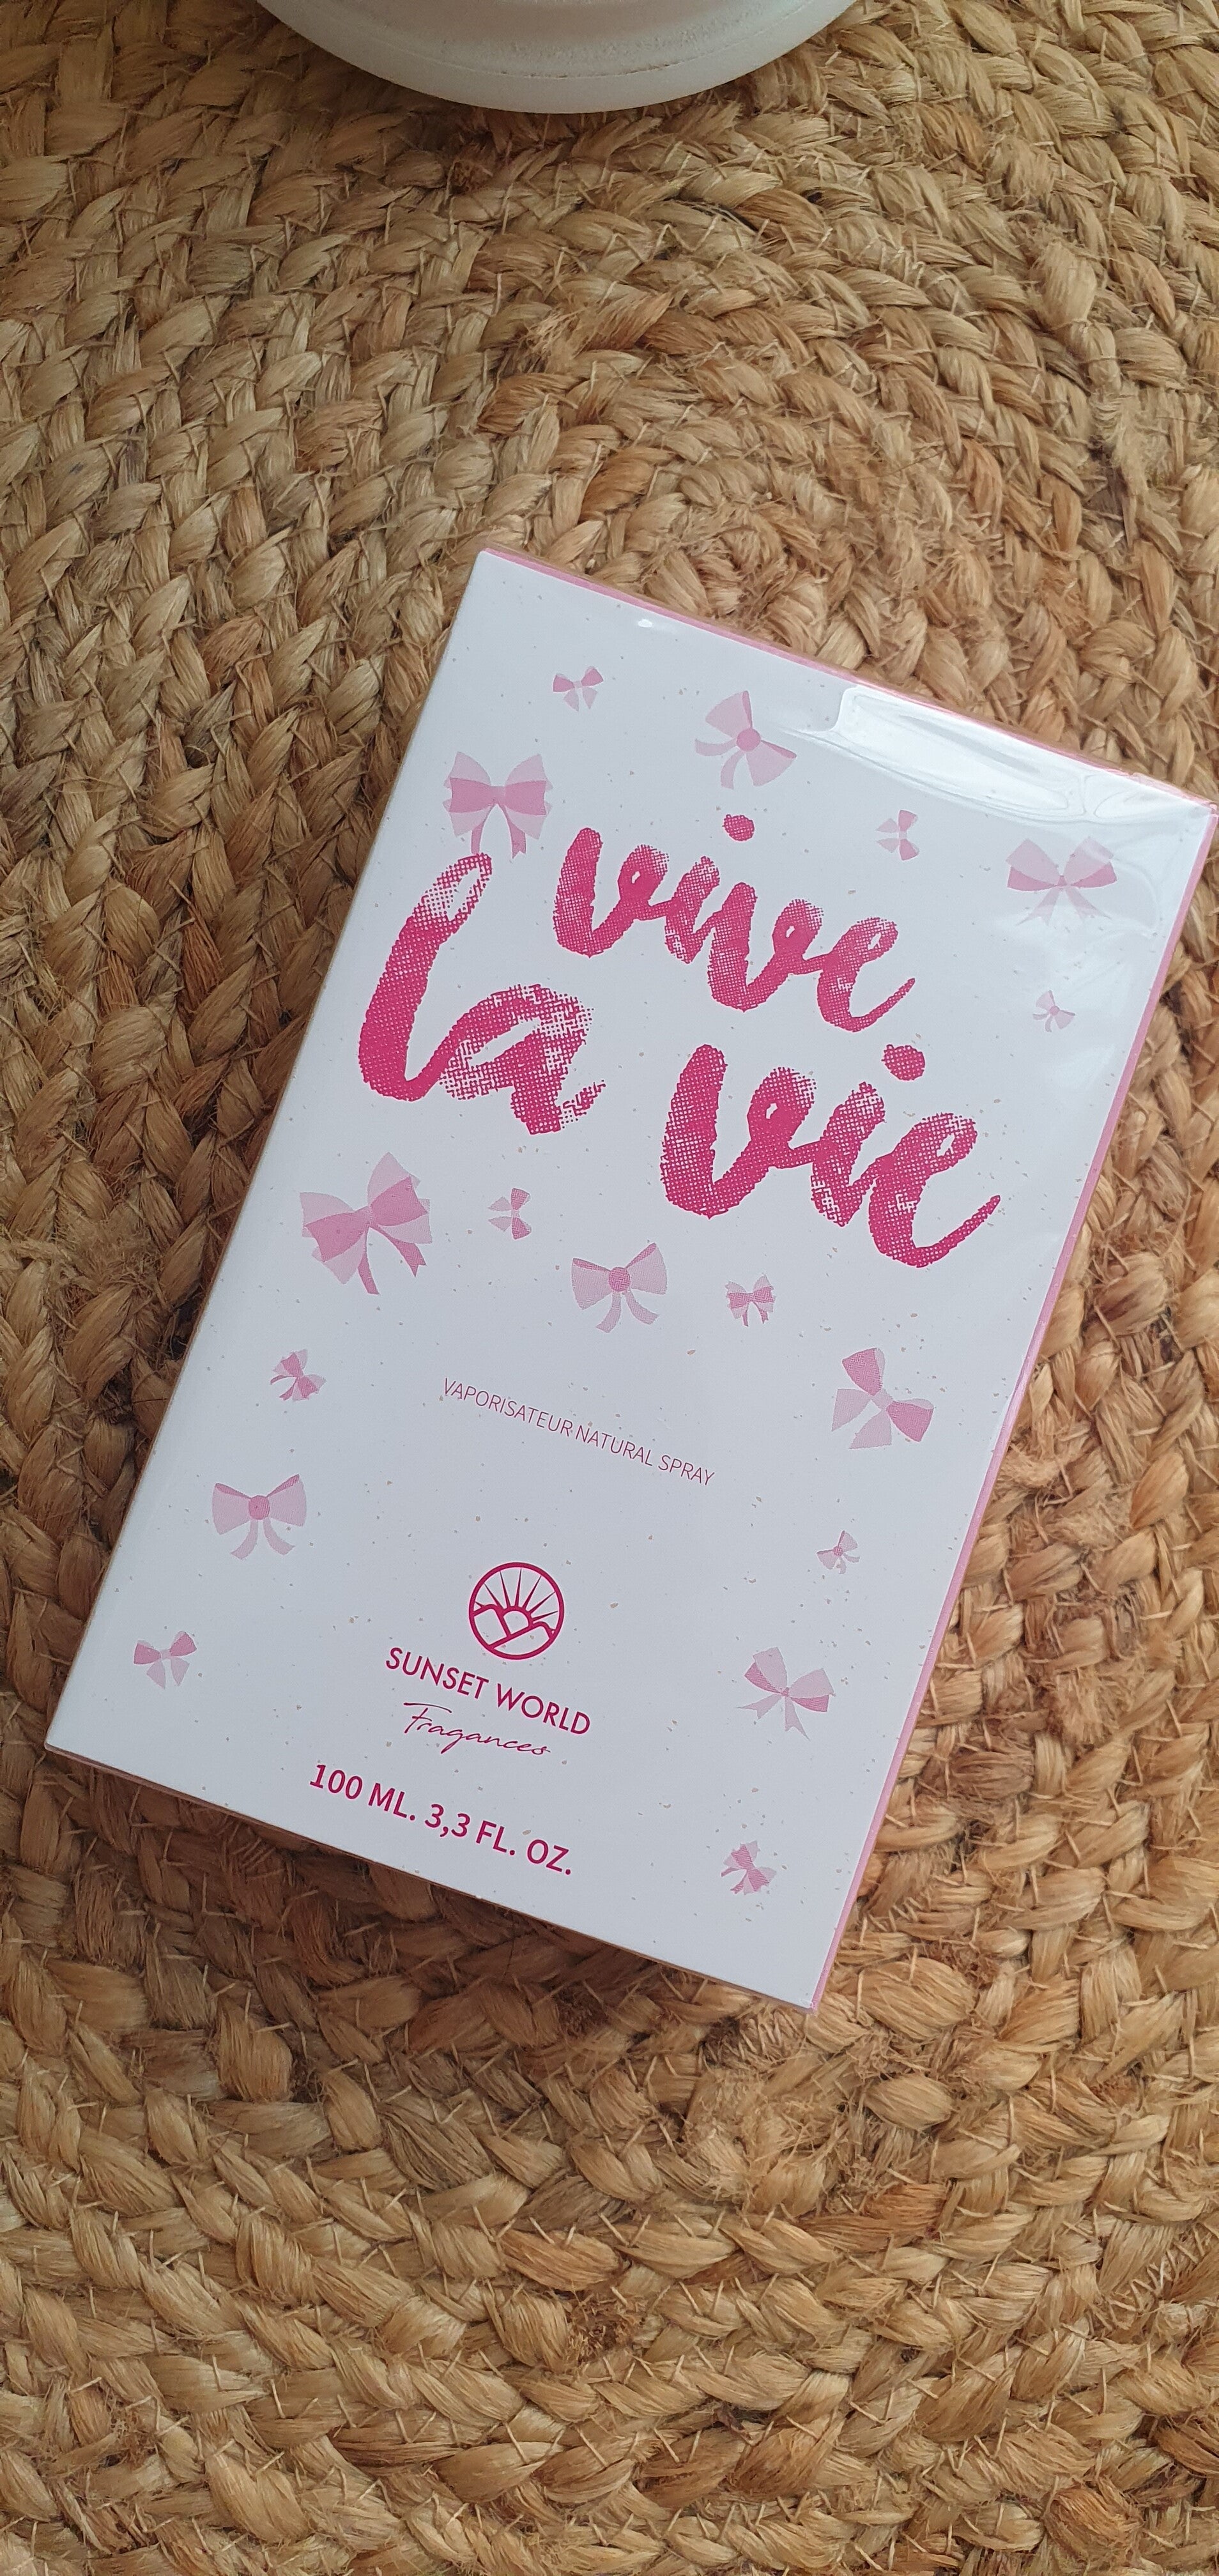 vive
la vie
VAPORISATEUR NATURAL SPRAY
SUNSET WORLD
Fragances
100 ML. 3,3 FL. OZ.